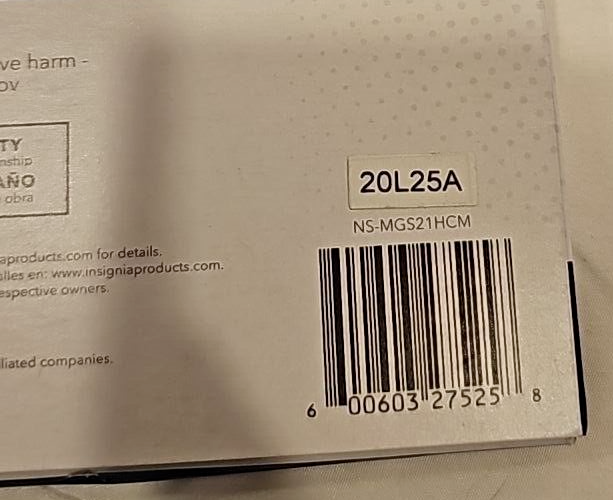 ve harm -
ov
TY
nship
AÑO
obra
20L25A
NS-MGS21HCM
aproducts.com for details.
lles en: www.insigniaproducts.com.
espective owners.
liated companies.
6 00603 27525 8